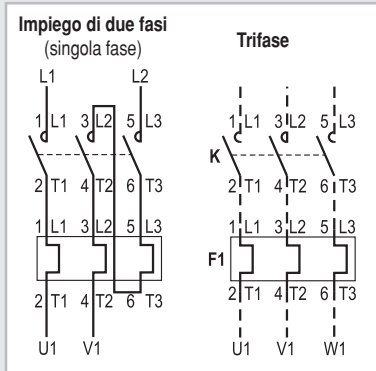 Impiego di due fasi
(singola fase)
Trifase
L1 L2
1 L1 3 L2 5 L3
1 L1 3 L2 5 L3
K
2 T1 4 T2 6 T3
2 T1 4 T2 6 T3
1 L1 3 L2 5 L3
1 L1 3 L2 5 L3
F1
2 T1 4 T2 6 T3
2 T1 4 T2 6 T3
U1 V1
U1 V1 W1